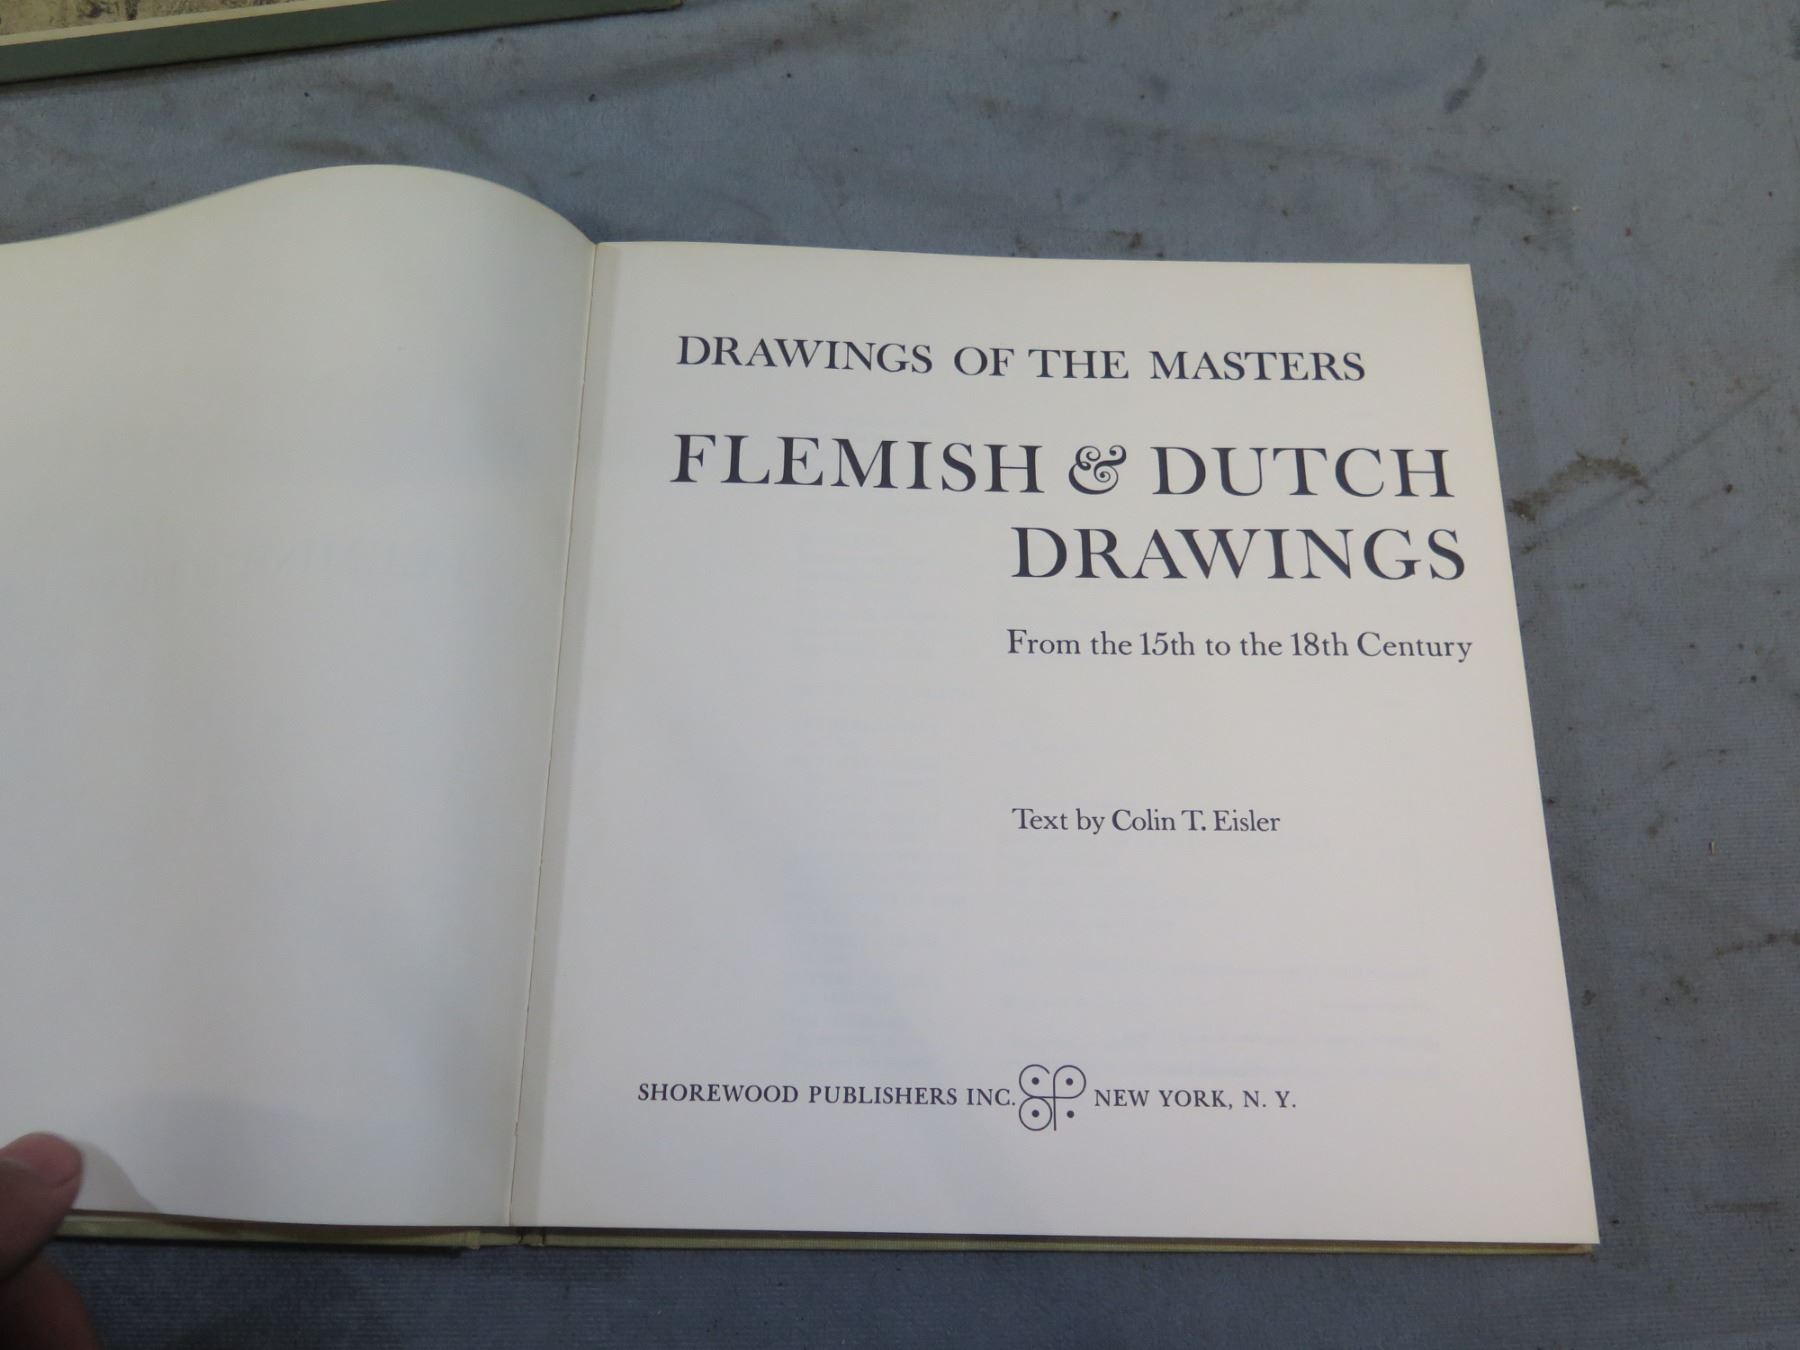 DRAWINGS OF THE MASTERS
FLEMISH & DUTCH
DRAWINGS
From the 15th to the 18th Century
Text by Colin T. Eisler
SHOREWOOD PUBLISHERS INC. SP NEW YORK, N. Y.